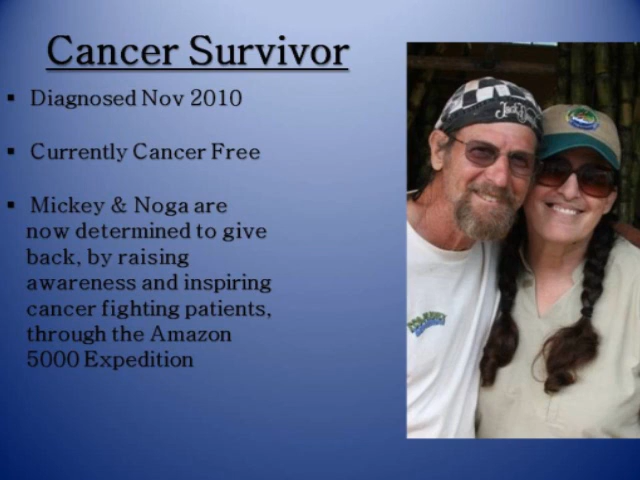 Cancer Survivor
▪ Diagnosed Nov 2010
▪ Currently Cancer Free
▪ Mickey & Noga are
now determined to give
back, by raising
awareness and inspiring
cancer fighting patients,
through the Amazon
5000 Expedition